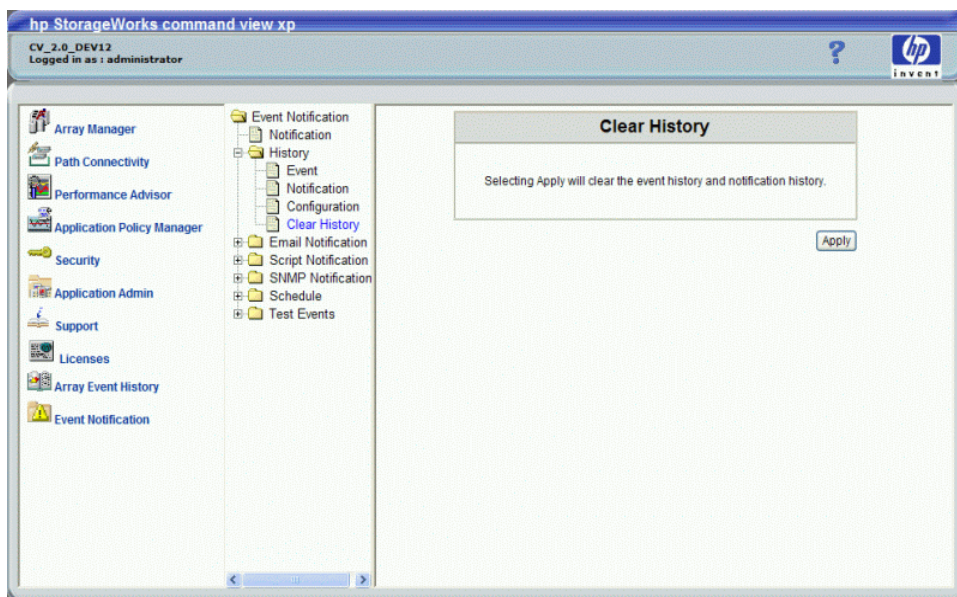 hp StorageWorks command view xp
CV_2.0_DEV12
Logged in as : administrator
?
hp
invent
Array Manager
Path Connectivity
Performance Advisor
Application Policy Manager
Security
Application Admin
Support
Licenses
Array Event History
Event Notification
Event Notification
Notification
History
Event
Notification
Configuration
Clear History
Email Notification
Script Notification
SNMP Notification
Schedule
Test Events
Clear History
Selecting Apply will clear the event history and notification history.
Apply